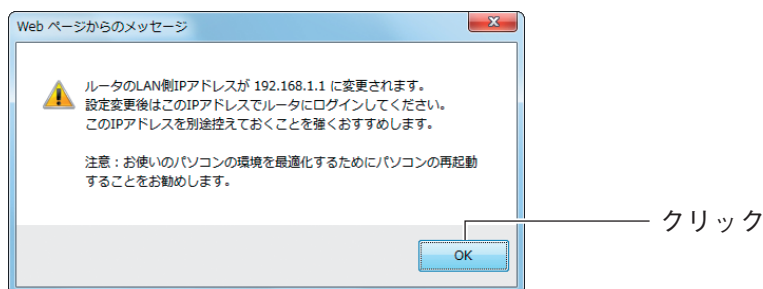 Web ページからのメッセージ
ルータのLAN側IPアドレスが 192.168.1.1 に変更されます。
設定変更後はこのIPアドレスでルータにログインしてください。
このIPアドレスを別途控えておくことを強くおすすめします。
注意：お使いのパソコンの環境を最適化するためにパソコンの再起動
することをお勧めします。
クリック
OK